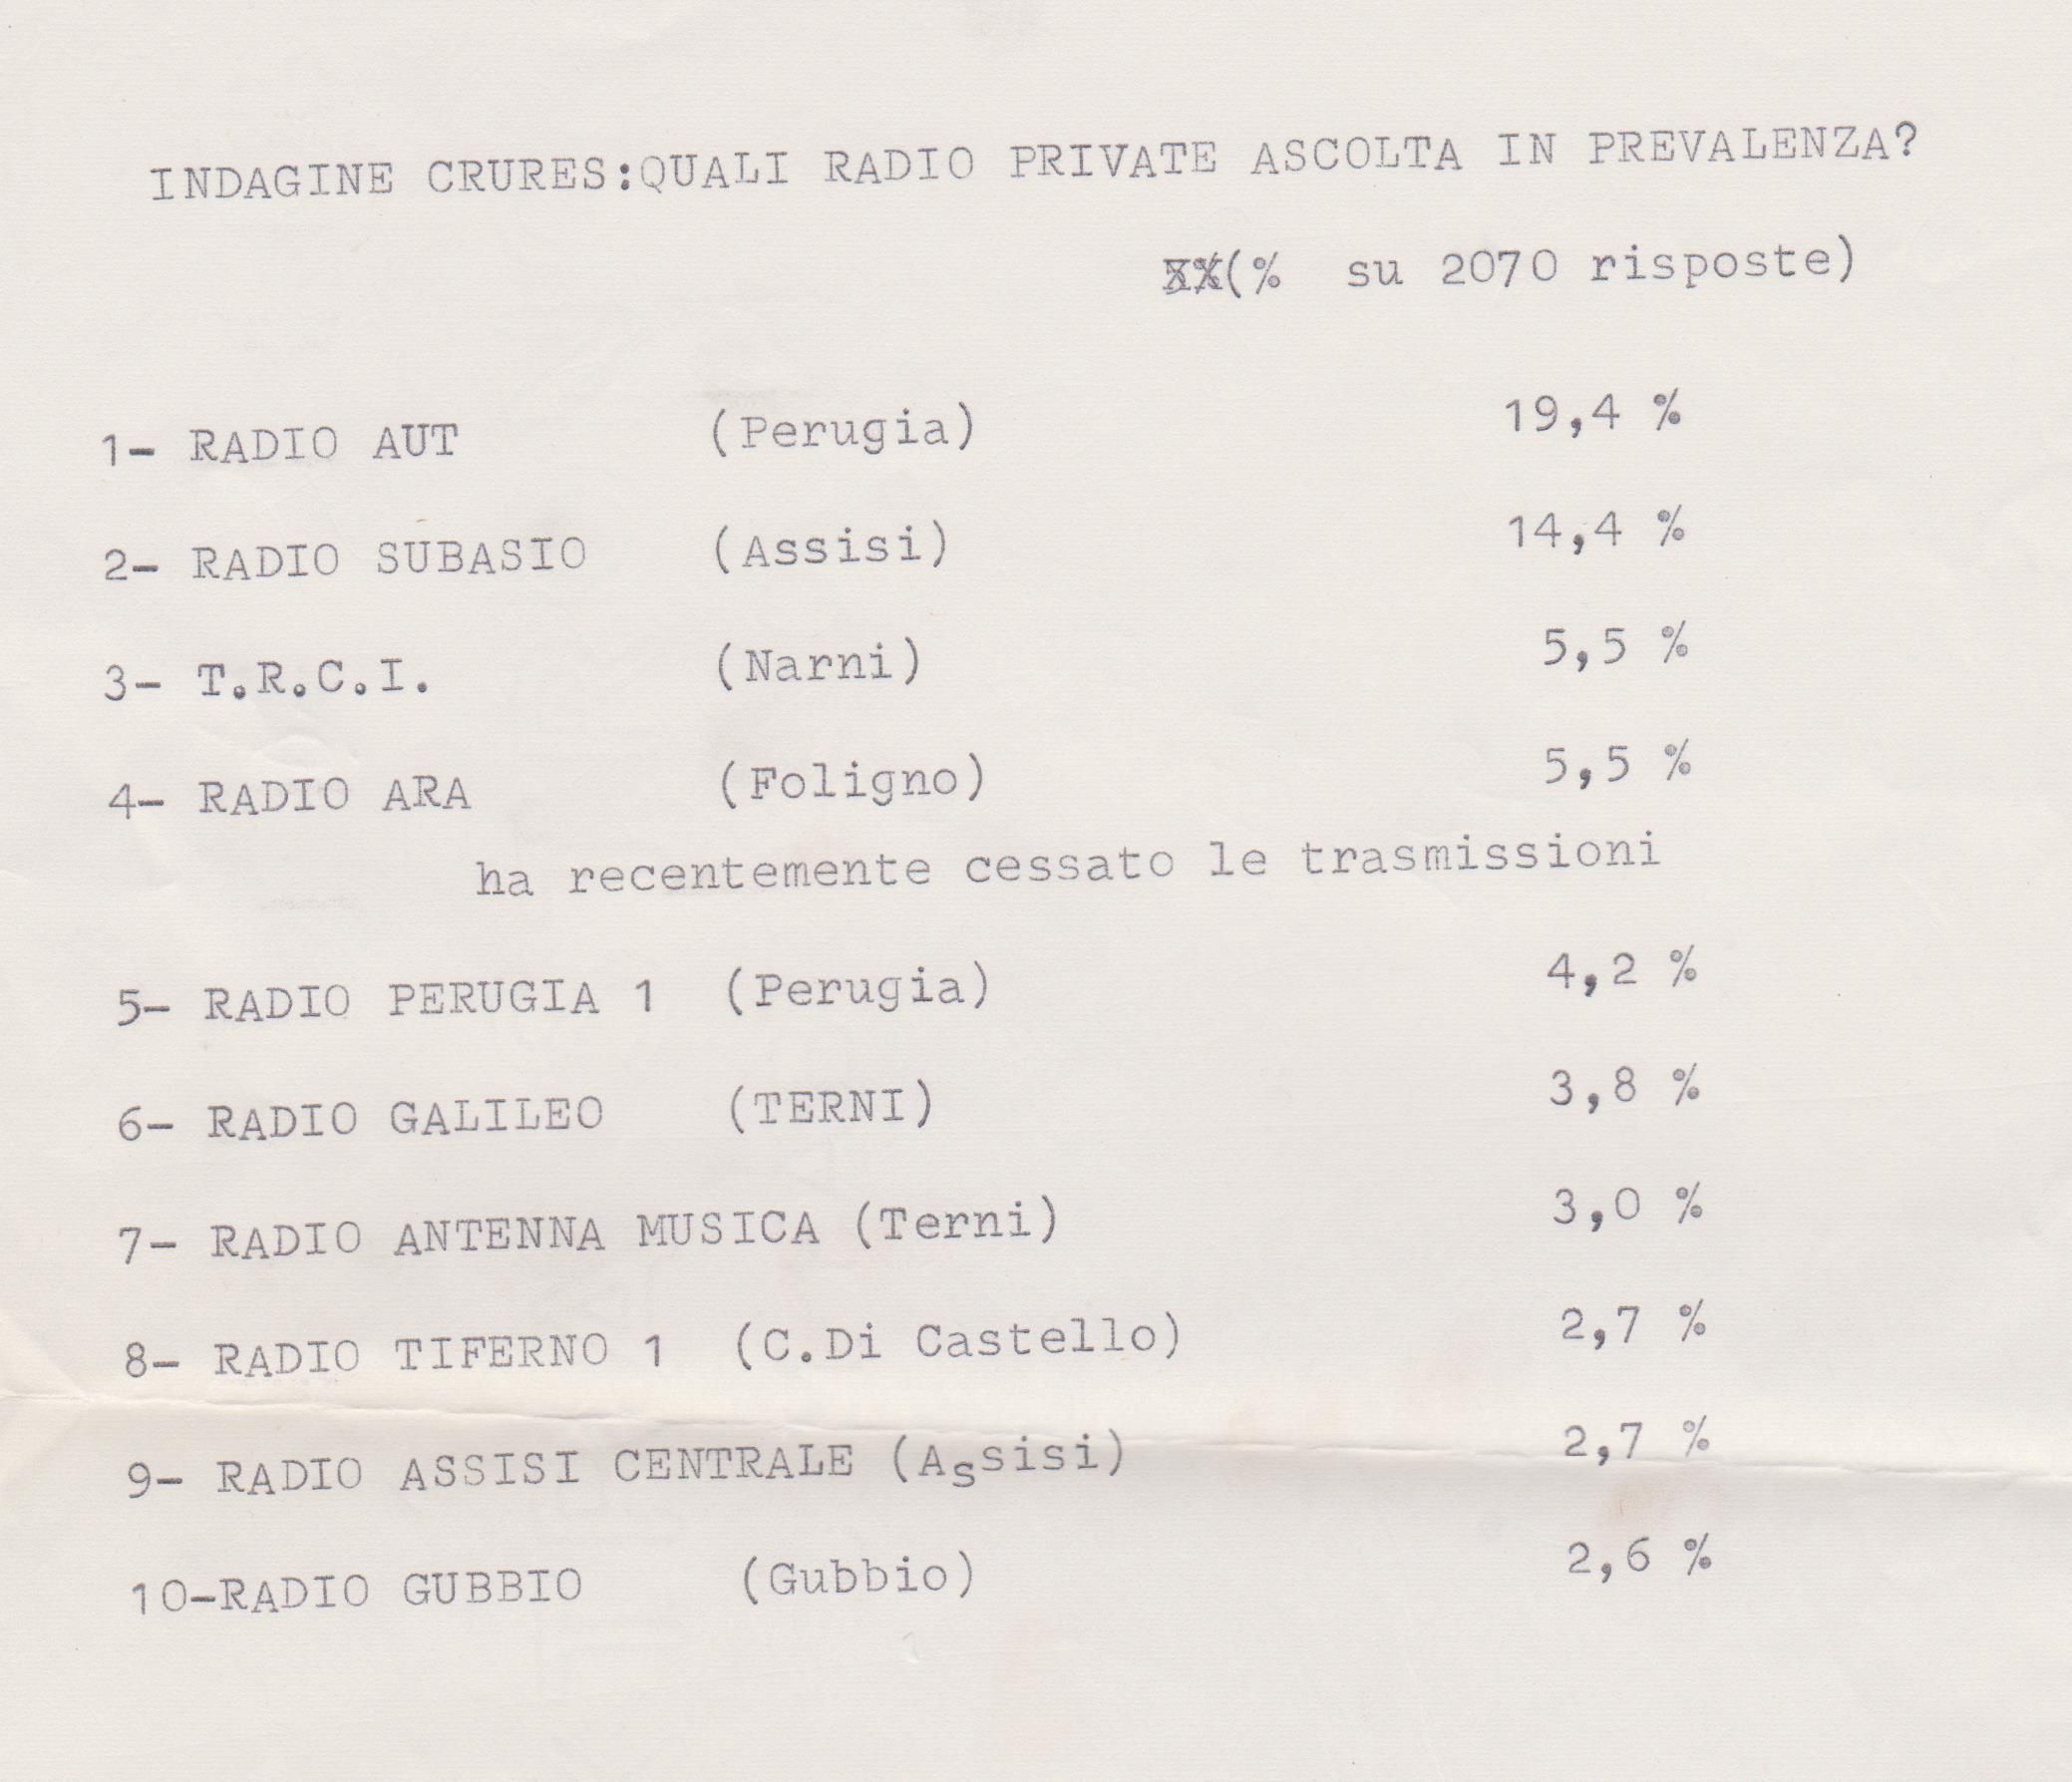 INDAGINE CRURES:QUALI RADIO PRIVATE ASCOLTA IN PREVALENZA?
(% su 2070 risposte)
1- RADIO AUT (Perugia) 19,4 %
2- RADIO SUBASIO (Assisi) 14,4 %
3- T.R.C.I. (Narni) 5,5 %
4- RADIO ARA (Foligno) 5,5 %
ha recentemente cessato le trasmissioni
5- RADIO PERUGIA 1 (Perugia) 4,2 %
6- RADIO GALILEO (TERNI) 3,8 %
7- RADIO ANTENNA MUSICA (Terni) 3,0 %
8- RADIO TIFERNO 1 (C.Di Castello) 2,7 %
9- RADIO ASSISI CENTRALE (Assisi) 2,7 %
10-RADIO GUBBIO (Gubbio) 2,6 %